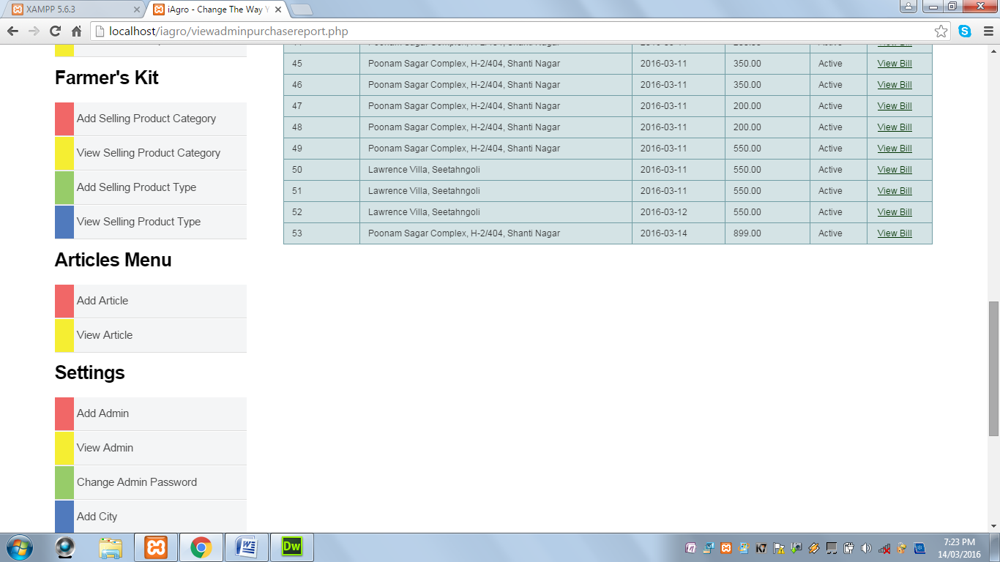 XAMPP 5.6.3
iAgro - Change The Way Y
localhost/iagro/viewadminpurchasereport.php
Farmer's Kit
Add Selling Product Category
View Selling Product Category
Add Selling Product Type
View Selling Product Type
Articles Menu
Add Article
View Article
Settings
Add Admin
View Admin
Change Admin Password
Add City
45 Poonam Sagar Complex, H-2/404, Shanti Nagar 2016-03-11 350.00 Active View Bill
46 Poonam Sagar Complex, H-2/404, Shanti Nagar 2016-03-11 350.00 Active View Bill
47 Poonam Sagar Complex, H-2/404, Shanti Nagar 2016-03-11 200.00 Active View Bill
48 Poonam Sagar Complex, H-2/404, Shanti Nagar 2016-03-11 200.00 Active View Bill
49 Poonam Sagar Complex, H-2/404, Shanti Nagar 2016-03-11 550.00 Active View Bill
50 Lawrence Villa, Seetahngoli 2016-03-11 550.00 Active View Bill
51 Lawrence Villa, Seetahngoli 2016-03-11 550.00 Active View Bill
52 Lawrence Villa, Seetahngoli 2016-03-12 550.00 Active View Bill
53 Poonam Sagar Complex, H-2/404, Shanti Nagar 2016-03-14 899.00 Active View Bill
Dw
K7
7:23 PM
14/03/2016